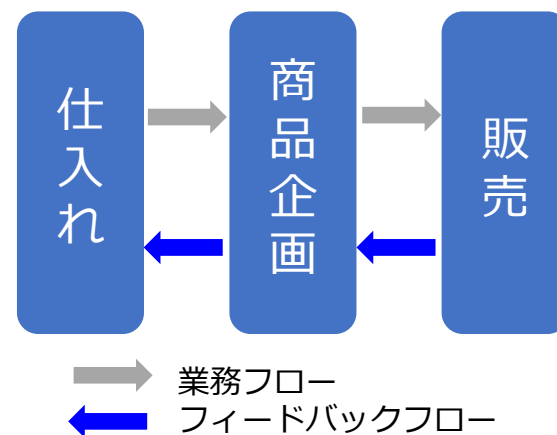 仕入れ
商品企画
販売
業務フロー
フィードバックフロー